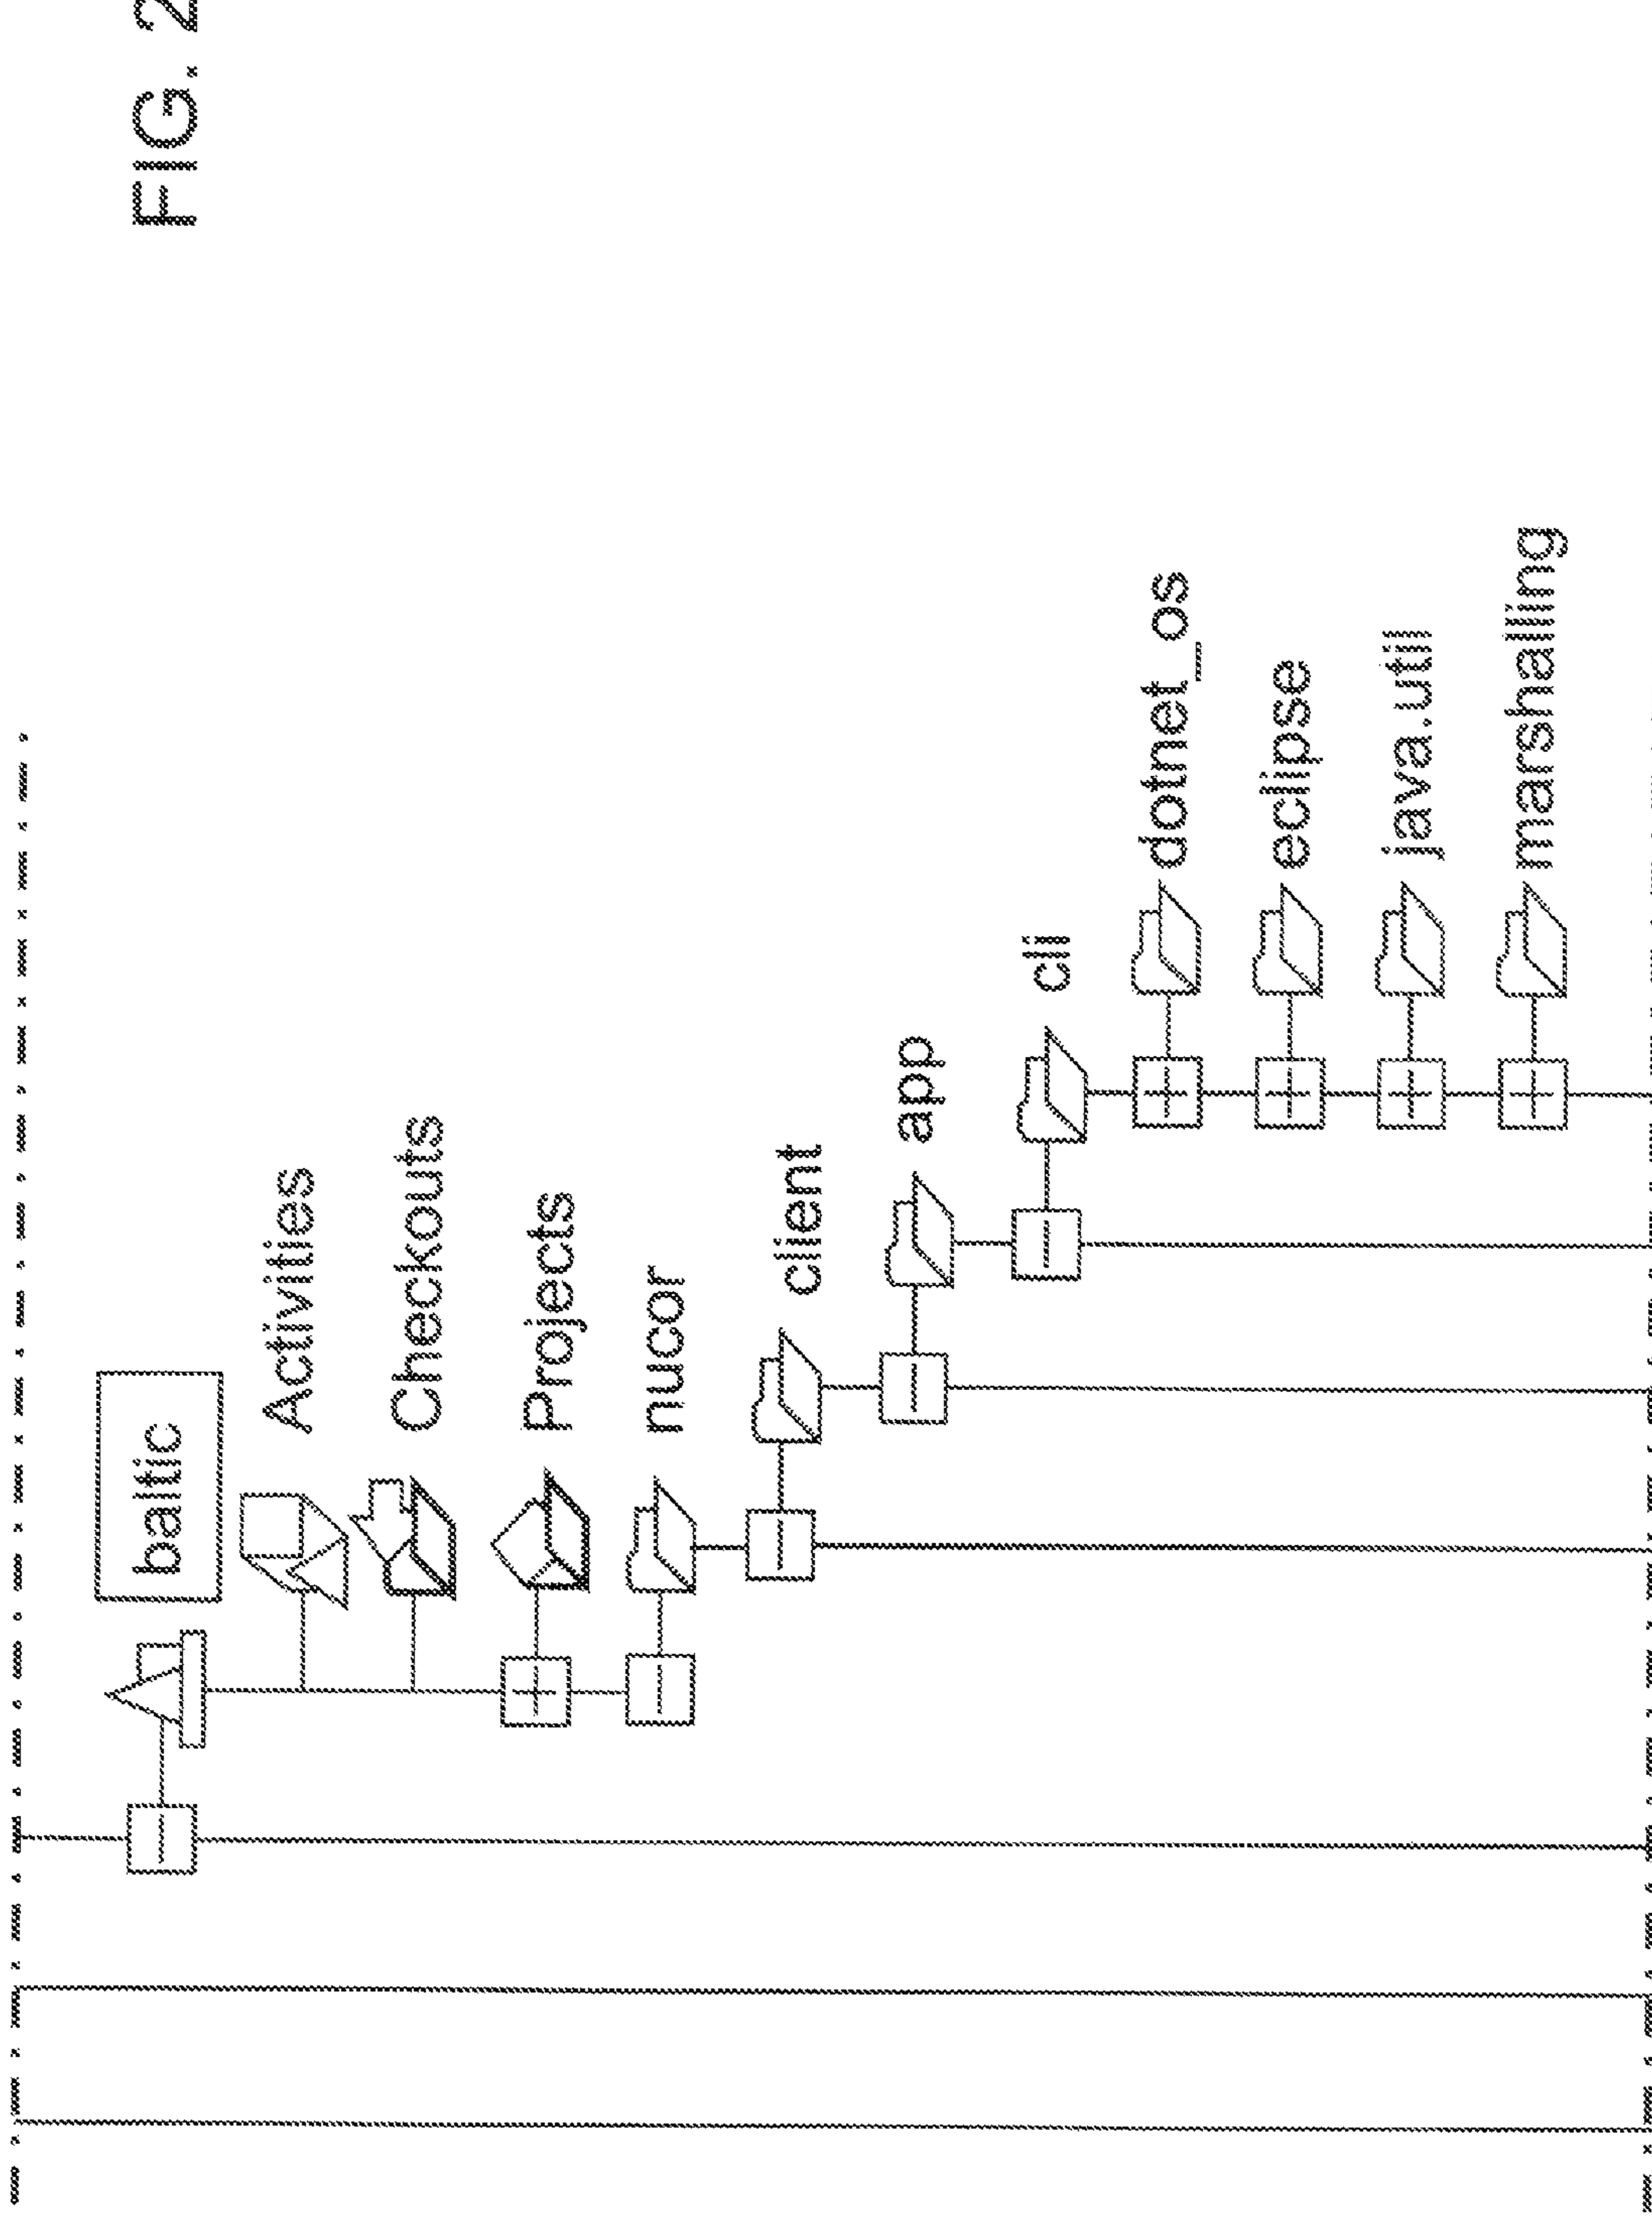 FIG. 2
baltic
Activities
Checkouts
Projects
nucor
client
app
cli
dotnet_os
eclipse
java.util
marshalling